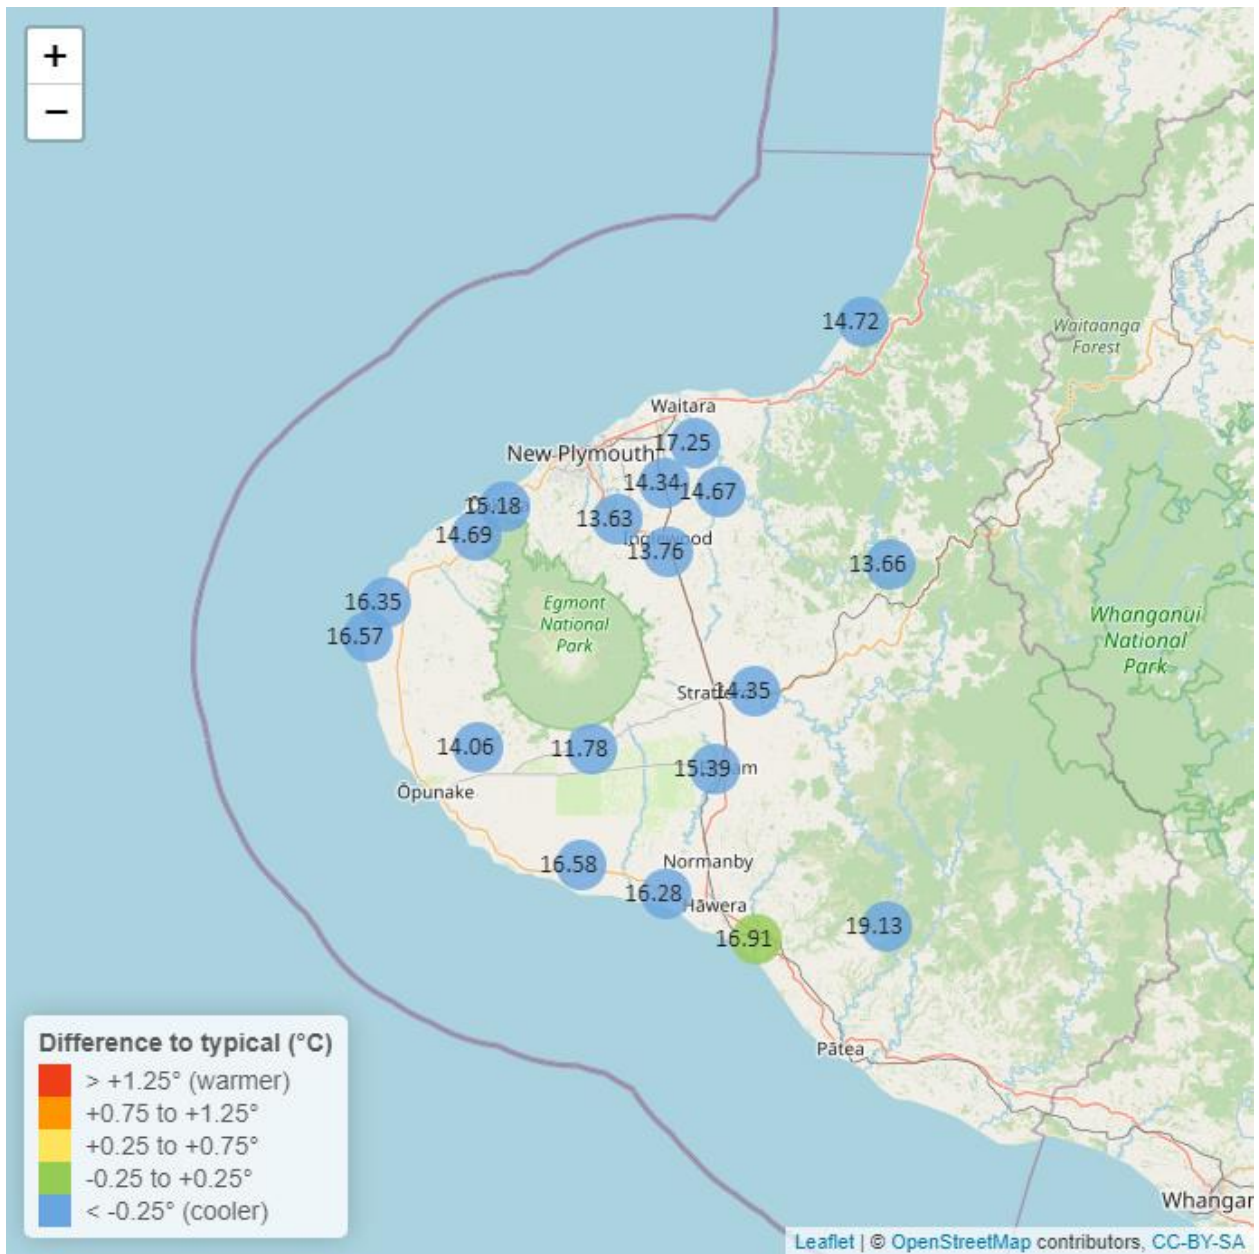 +
−
Waitaanga
Forest
14.72
Waitara
17.25
New Plymouth
14.34
14.67
15.18
13.63
14.69
Inglewood
13.76
13.66
16.35
Egmont
National
Park
Whanganui
National
Park
16.57
14.35
14.06
11.78
15.39
Ōpunake
16.58
Normanby
16.28
Hāwera
16.91
19.13
Pātea
Difference to typical (°C)
> +1.25° (warmer)
+0.75 to +1.25°
+0.25 to +0.75°
-0.25 to +0.25°
< -0.25° (cooler)
Whangar
Leaflet | © OpenStreetMap contributors, CC-BY-SA